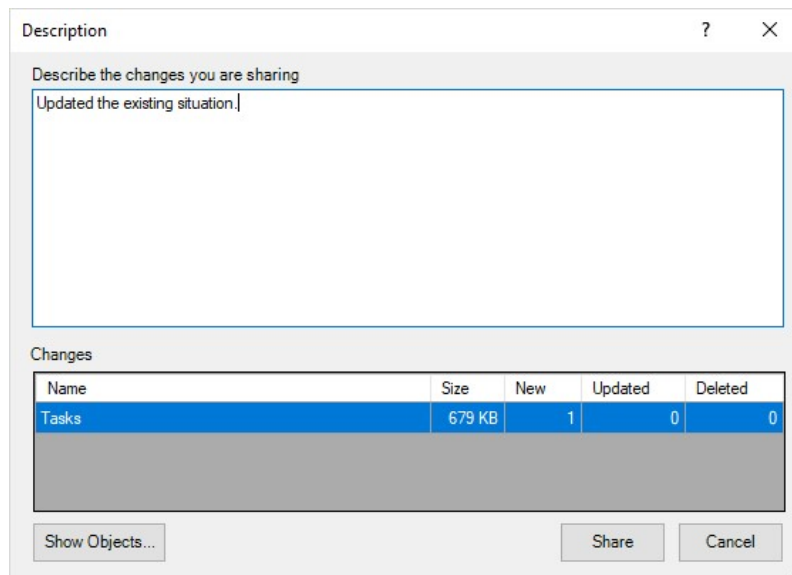 Description ?
Describe the changes you are sharing
Updated the existing situation.
Changes
Name Size New Updated Deleted
Tasks 679 KB 1 0 0
Show Objects... Share Cancel